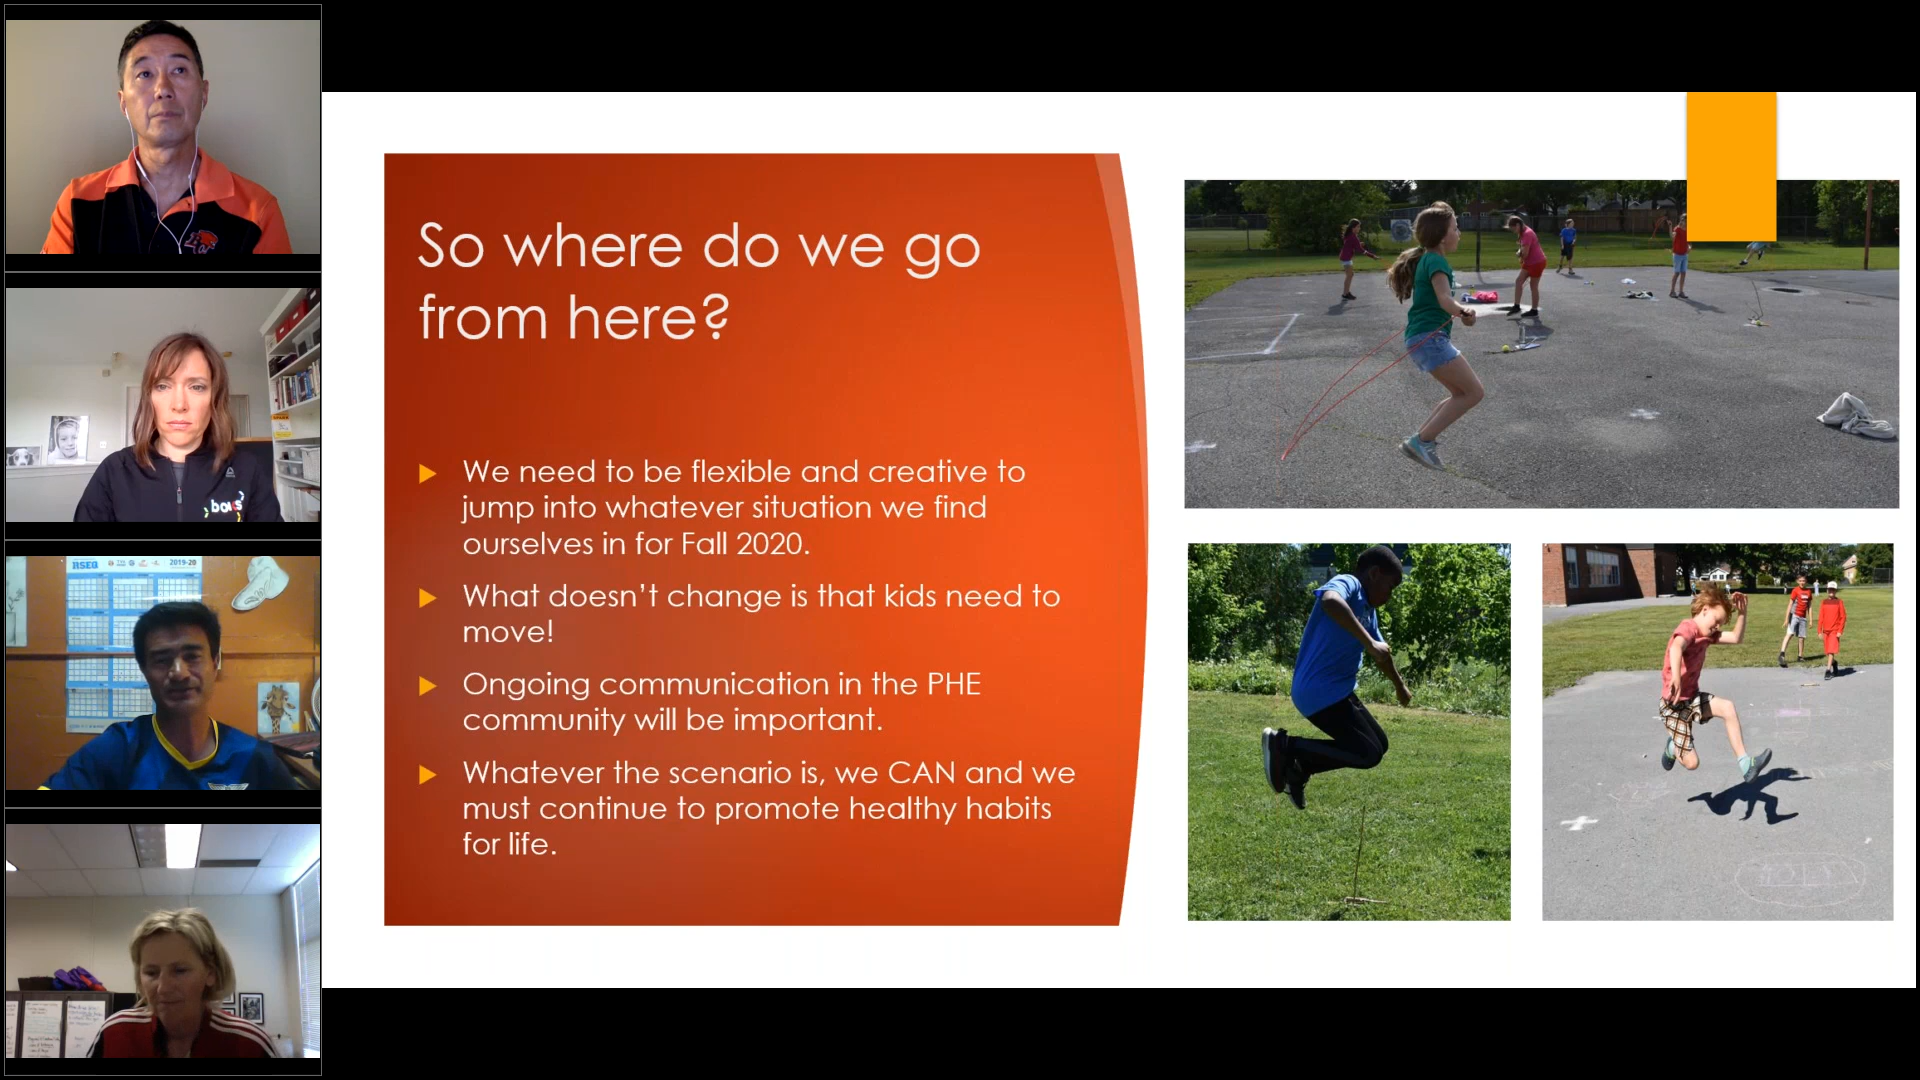 So where do we go
from here?
We need to be flexible and creative to
jump into whatever situation we find
ourselves in for Fall 2020.
What doesn't change is that kids need to
move!
Ongoing communication in the PHE
community will be important.
Whatever the scenario is, we CAN and we
must continue to promote healthy habits
for life.
RSEQ
2019-20